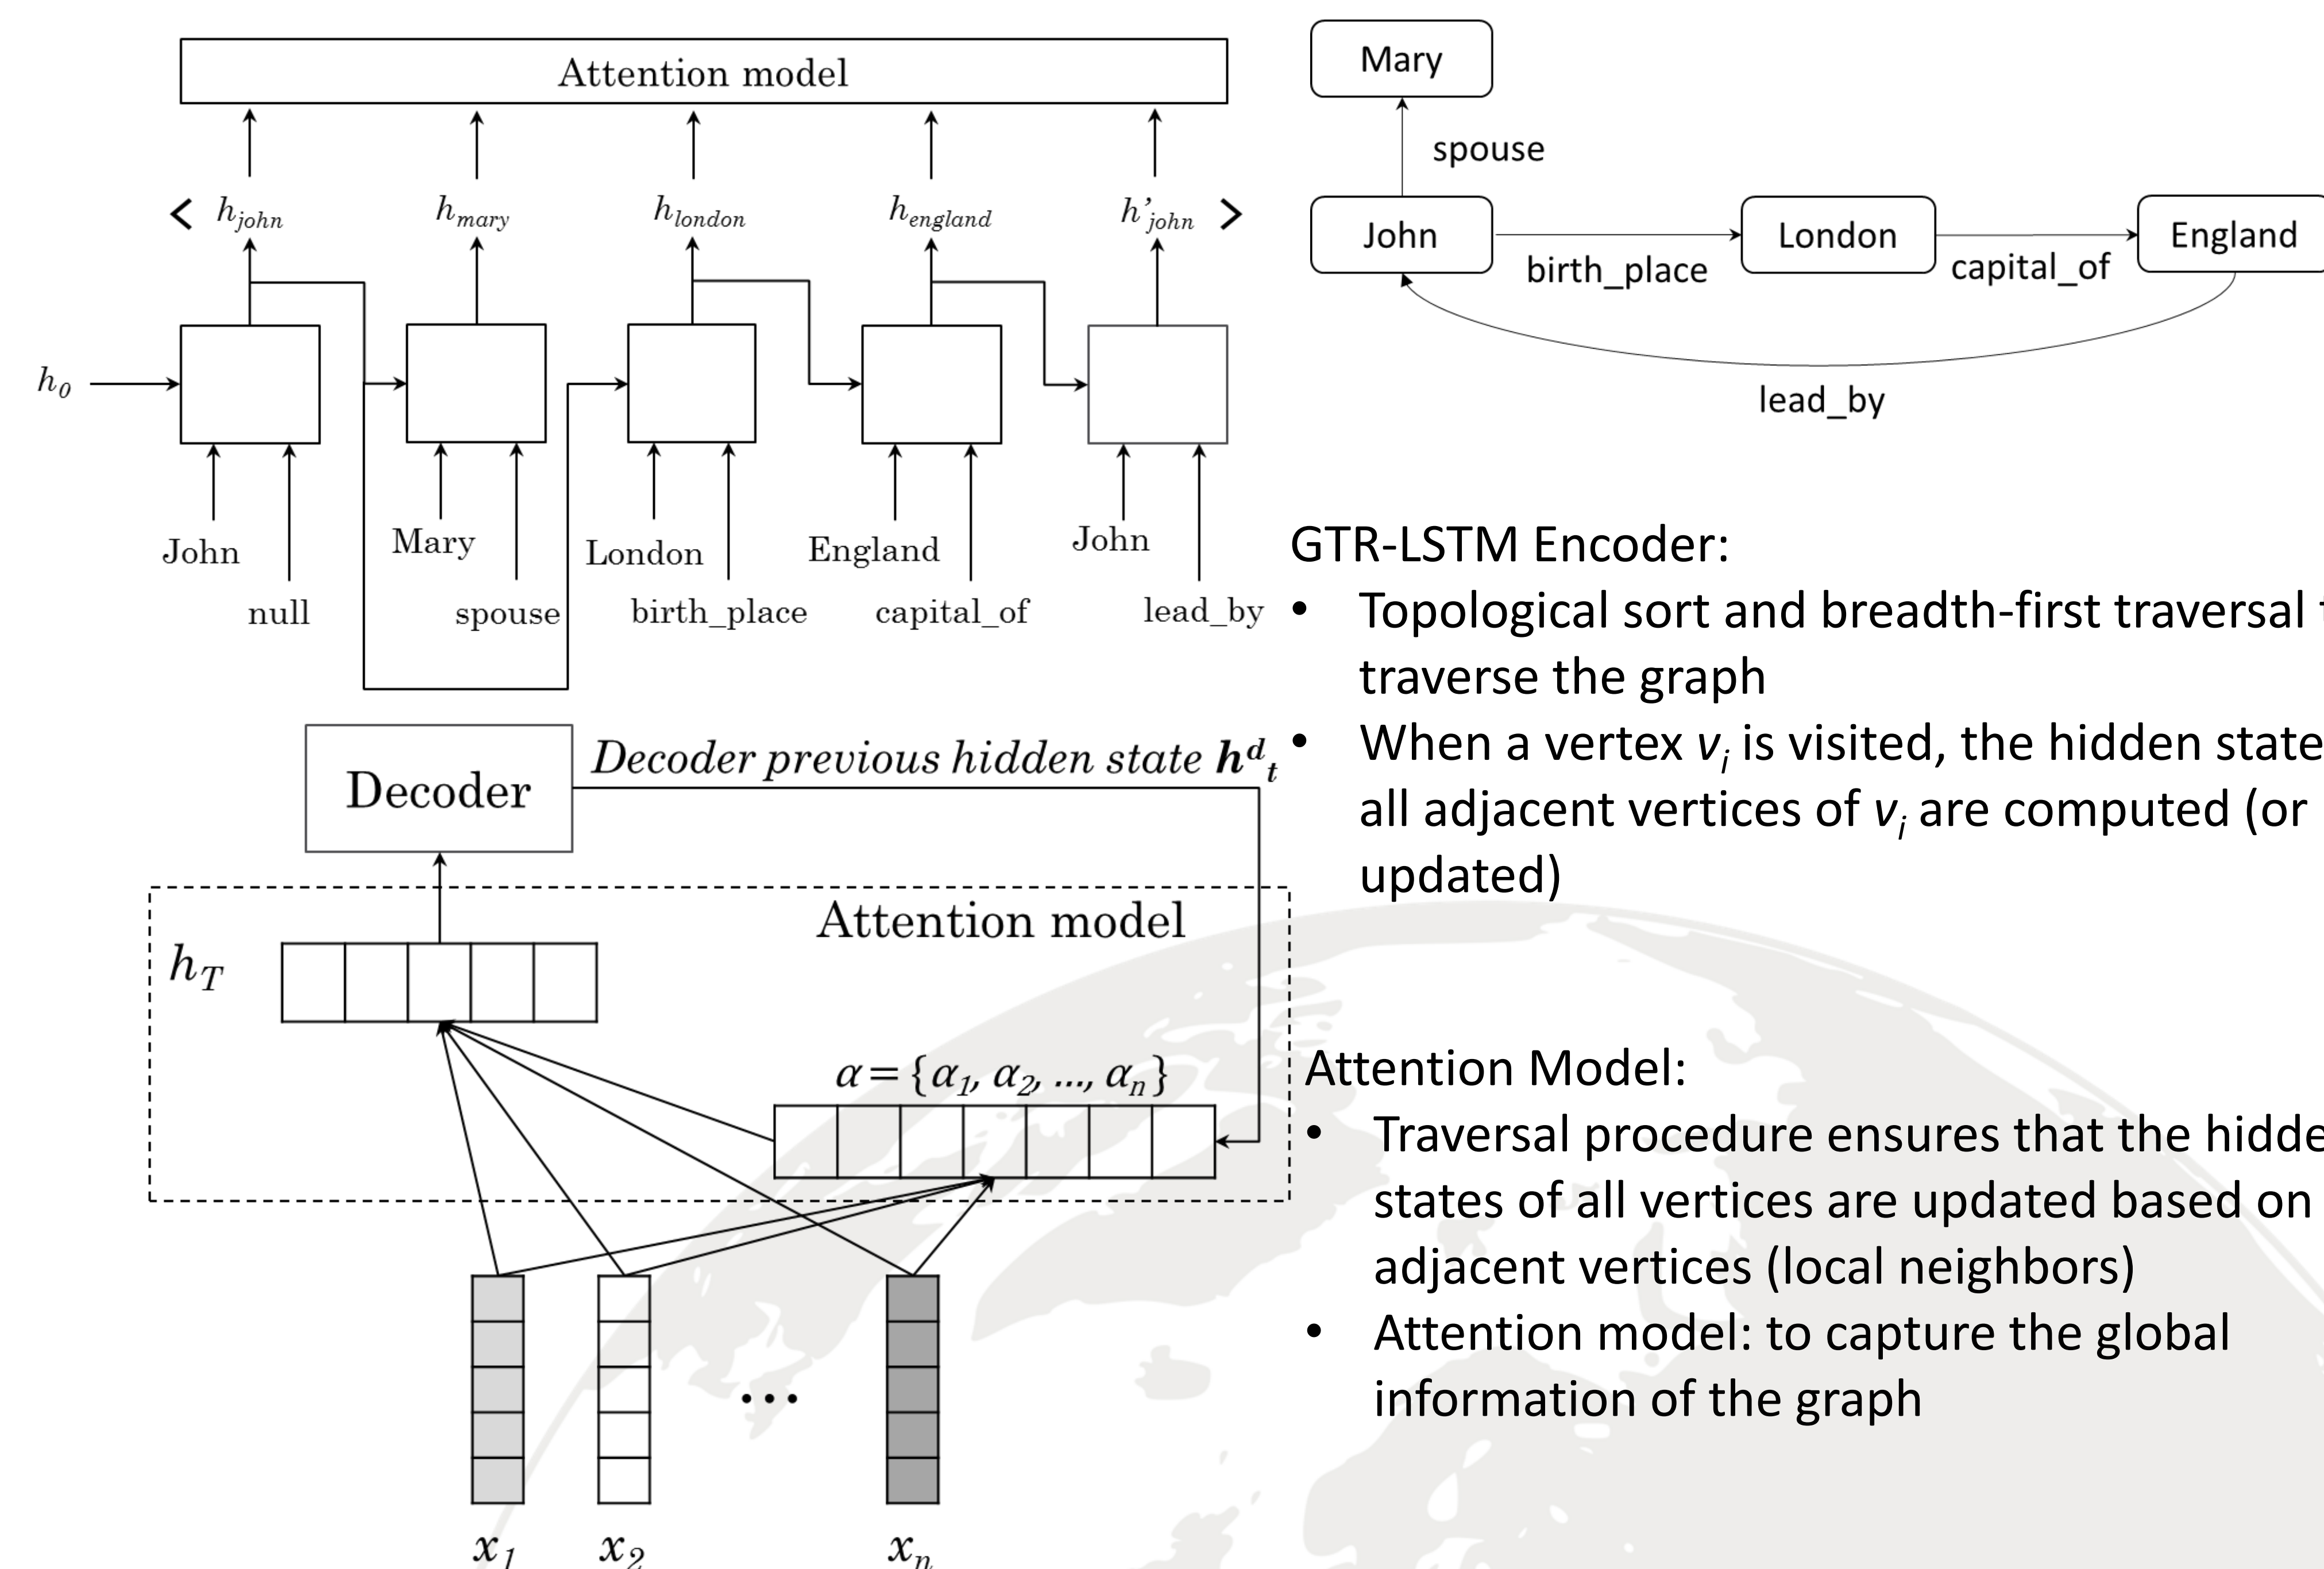 Attention model
< h_john h_mary h_london h_england h'_john >
h_0
John Mary London England John
null spouse birth_place capital_of lead_by
Mary
spouse
John London England
birth_place capital_of
lead_by
GTR-LSTM Encoder:
• Topological sort and breadth-first traversal
traverse the graph
• When a vertex v_i is visited, the hidden state
all adjacent vertices of v_i are computed (or
updated)
Decoder
Decoder previous hidden state h^d_t
Attention model
h_T
α = {α_1, α_2, ..., α_n}
x_1 x_2 ... x_n
Attention Model:
• Traversal procedure ensures that the
states of all vertices are updated based on
adjacent vertices (local neighbors)
• Attention model: to capture the global
information of the graph